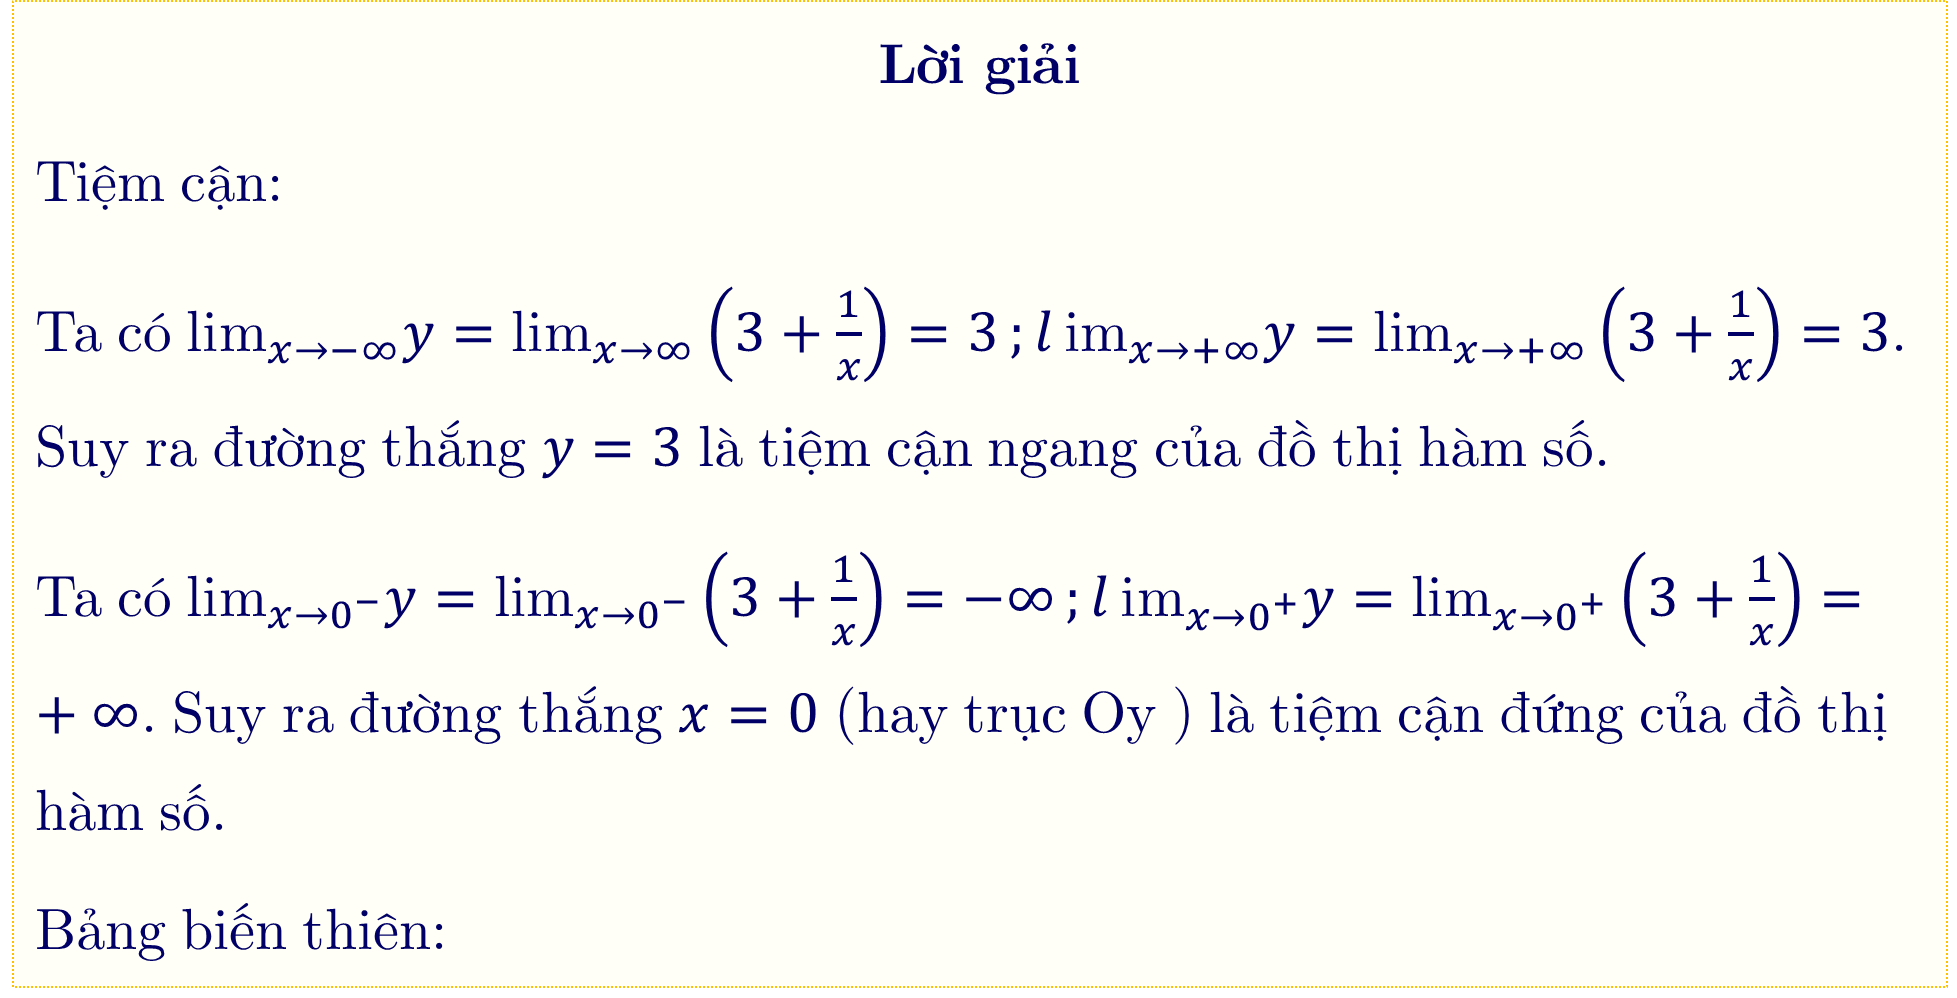 Lời giải
Tiệm cận:
Ta có lim_{x→−∞} y = lim_{x→∞} (3 + 1/x) = 3 ; l im_{x→+∞} y = lim_{x→+∞} (3 + 1/x) = 3.
Suy ra đường thẳng y = 3 là tiệm cận ngang của đồ thị hàm số.
Ta có lim_{x→0⁻} y = lim_{x→0⁻} (3 + 1/x) = −∞ ; l im_{x→0⁺} y = lim_{x→0⁺} (3 + 1/x) =
+ ∞. Suy ra đường thẳng x = 0 (hay trục Oy ) là tiệm cận đứng của đồ thị
hàm số.
Bảng biến thiên: